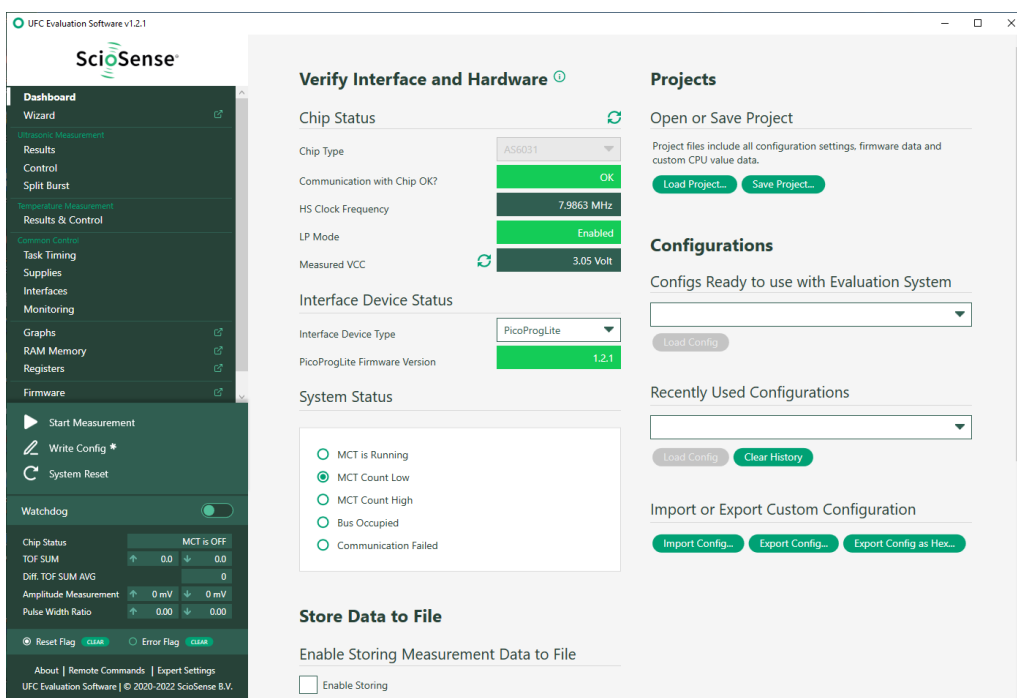 UFC Evaluation Software v1.2.1
ScioSense
Dashboard
Wizard
Ultrasonic Measurement
Results
Control
Split Burst
Temperature Measurement
Results & Control
Common Control
Task Timing
Supplies
Interfaces
Monitoring
Graphs
RAM Memory
Registers
Firmware
Start Measurement
Write Config *
System Reset
Watchdog
Chip Status MCT is OFF
TOF SUM ↑ 0.0 ↓ 0.0
Diff. TOF SUM AVG 0
Amplitude Measurement ↑ 0 mV ↓ 0 mV
Pulse Width Ratio ↑ 0.00 ↓ 0.00
Reset Flag CLEAR Error Flag CLEAR
About | Remote Commands | Expert Settings
UFC Evaluation Software | © 2020-2022 ScioSense B.V.
Verify Interface and Hardware
Chip Status
Chip Type AS6031
Communication with Chip OK? OK
HS Clock Frequency 7.9863 MHz
LP Mode Enabled
Measured VCC 3.05 Volt
Interface Device Status
Interface Device Type PicoProgLite
PicoProgLite Firmware Version 1.2.1
System Status
MCT is Running
MCT Count Low
MCT Count High
Bus Occupied
Communication Failed
Store Data to File
Enable Storing Measurement Data to File
Enable Storing
Projects
Open or Save Project
Project files include all configuration settings, firmware data and
custom CPU value data.
Load Project... Save Project...
Configurations
Configs Ready to use with Evaluation System
Load Config
Recently Used Configurations
Load Config Clear History
Import or Export Custom Configuration
Import Config... Export Config... Export Config as Hex...